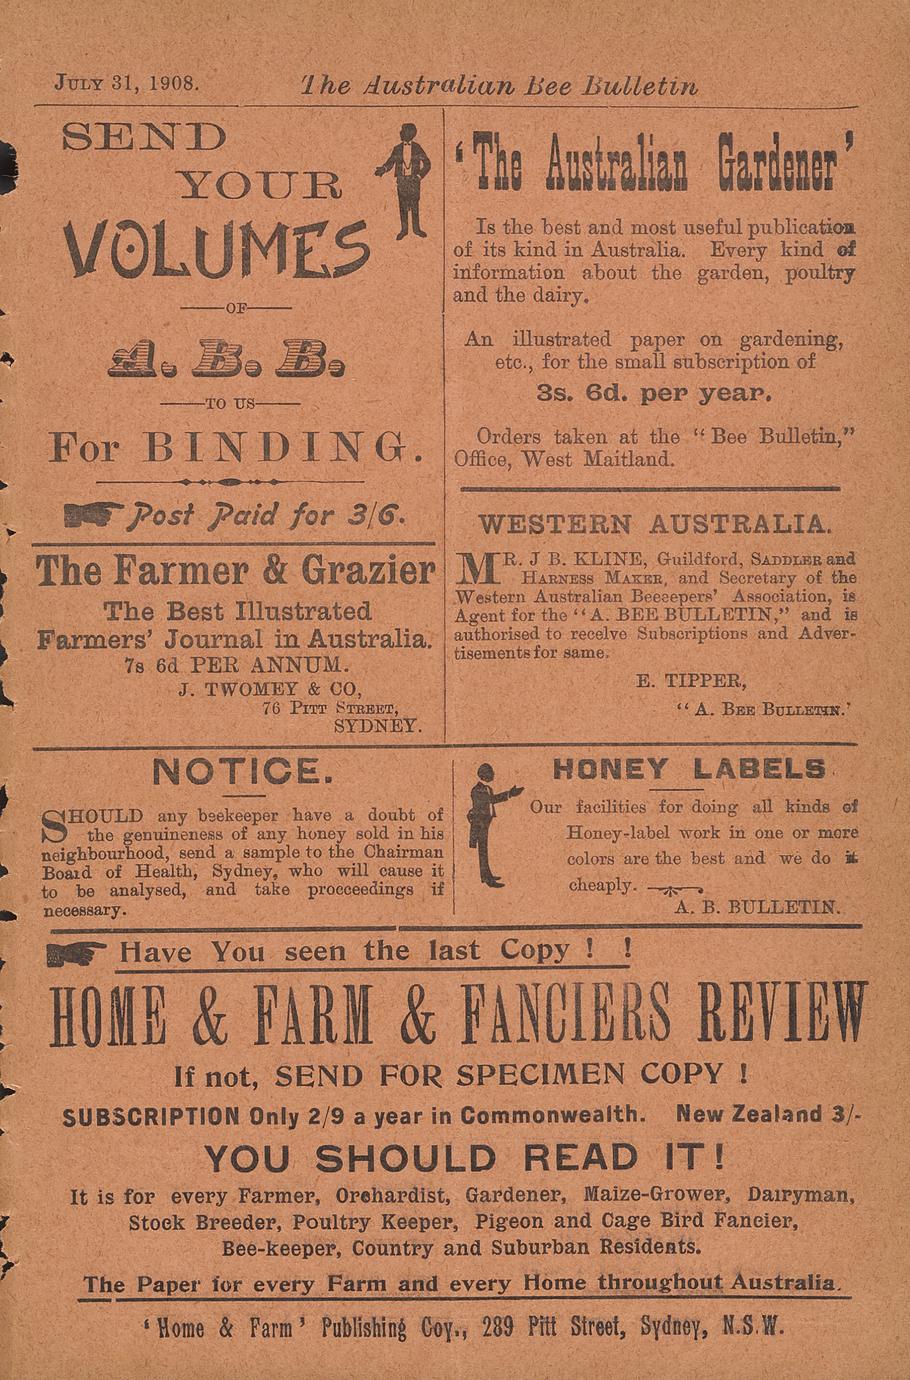 July 31, 1908. The Australian Bee Bulletin
SEND
YOUR
VOLUMES
OF
A. B. B.
TO US
For BINDING.
Post Paid for 3/6.
The Farmer & Grazier
The Best Illustrated
Farmers' Journal in Australia.
7s 6d PER ANNUM.
J. TWOMEY & CO,
76 Pitt Street,
SYDNEY.
'The Australian Gardener'
Is the best and most useful publication
of its kind in Australia. Every kind of
information about the garden, poultry
and the dairy.
An illustrated paper on gardening,
etc., for the small subscription of
3s. 6d. per year.
Orders taken at the "Bee Bulletin,"
Office, West Maitland.
WESTERN AUSTRALIA.
MR. J B. KLINE, Guildford, Saddler and
Harness Maker, and Secretary of the
Western Australian Beeeepers' Association, is
Agent for the "A. BEE BULLETIN," and is
authorised to receive Subscriptions and Adver-
tisements for same.
E. TIPPER,
"A. Bee Bulletin.'
NOTICE.
SHOULD any beekeeper have a doubt of
the genuineness of any honey sold in his
neighbourhood, send a sample to the Chairman
Board of Health, Sydney, who will cause it
to be analysed, and take procceedings if
necessary.
HONEY LABELS
Our facilities for doing all kinds of
Honey-label work in one or more
colors are the best and we do it
cheaply.
A. B. BULLETIN.
Have You seen the last Copy ! !
HOME & FARM & FANCIERS REVIEW
If not, SEND FOR SPECIMEN COPY !
SUBSCRIPTION Only 2/9 a year in Commonwealth. New Zealand 3/-
YOU SHOULD READ IT!
It is for every Farmer, Orchardist, Gardener, Maize-Grower, Dairyman,
Stock Breeder, Poultry Keeper, Pigeon and Cage Bird Fancier,
Bee-keeper, Country and Suburban Residents.
The Paper for every Farm and every Home throughout Australia.
'Home & Farm' Publishing Coy., 289 Pitt Street, Sydney, N.S.W.